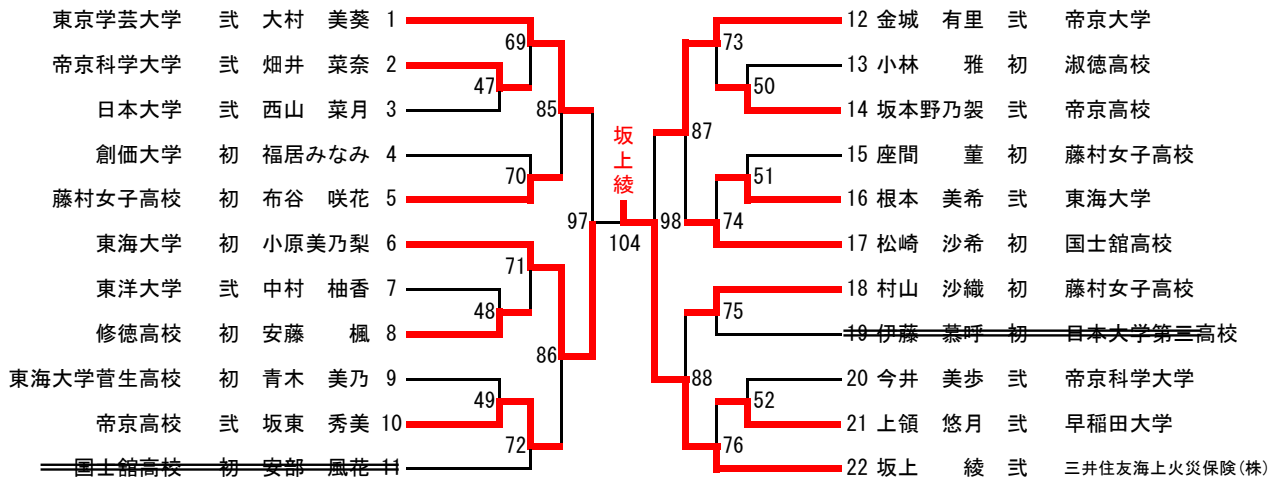 東京学芸大学 弐 大村 美葵 1
帝京科学大学 弐 畑井 菜奈 2
日本大学 弐 西山 菜月 3
創価大学 初 福居みなみ 4
藤村女子高校 初 布谷 咲花 5
東海大学 初 小原美乃梨 6
東洋大学 弐 中村 柚香 7
修徳高校 初 安藤 楓 8
東海大学菅生高校 初 青木 美乃 9
帝京高校 弐 坂東 秀美 10
国士舘高校 初 安部 風花 11
69
47
85
70
97
71
48
86
49
72
坂上綾
104
98
73
50
87
51
74
75
88
52
76
12 金城 有里 弐 帝京大学
13 小林 雅 初 淑徳高校
14 坂本野乃袈 弐 帝京高校
15 座間 菫 初 藤村女子高校
16 根本 美希 弐 東海大学
17 松崎 沙希 初 国士舘高校
18 村山 沙織 初 藤村女子高校
19 伊藤 慕呼 初 日本大学第三高校
20 今井 美歩 弐 帝京科学大学
21 上領 悠月 弐 早稲田大学
22 坂上 綾 弐 三井住友海上火災保険(株)